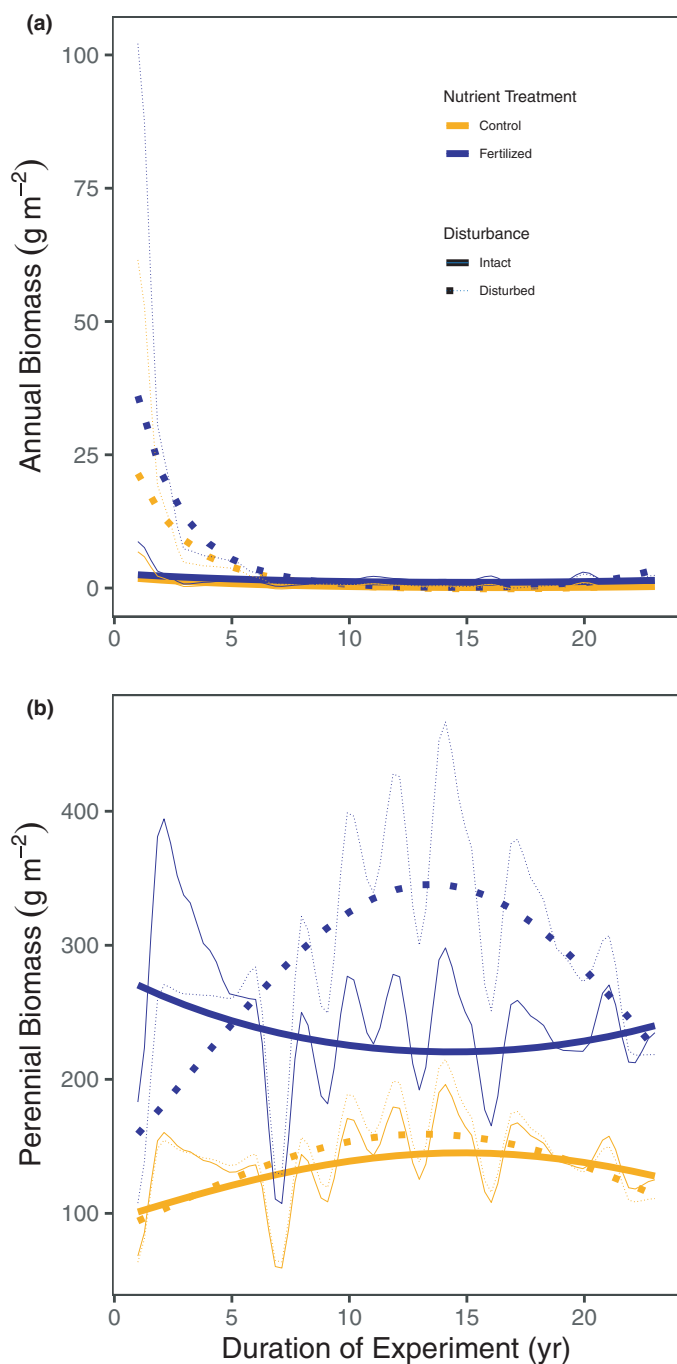 (a)
Annual Biomass (g m⁻²)
100
75
50
25
0
Nutrient Treatment
Control
Fertilized
Disturbance
Intact
Disturbed
0
5
10
15
20
(b)
Perennial Biomass (g m⁻²)
400
300
200
100
0
5
10
15
20
Duration of Experiment (yr)